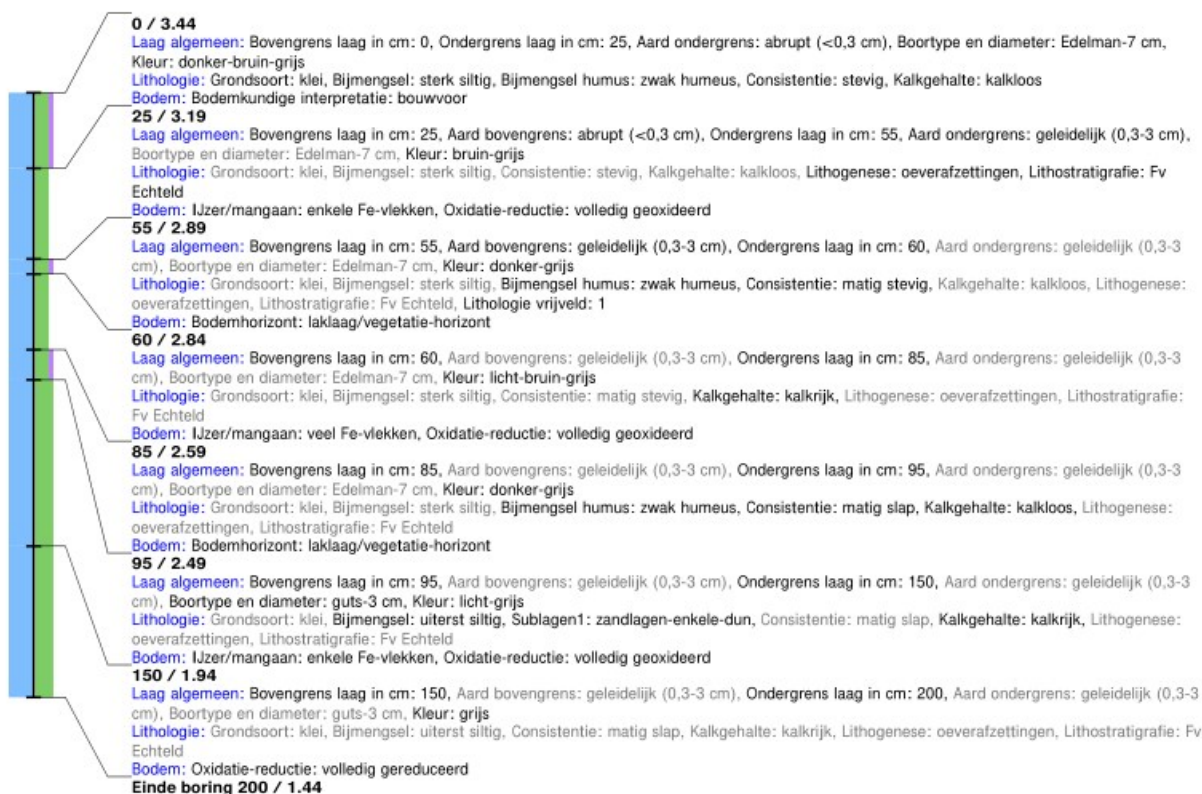 0 / 3.44
Laag algemeen: Bovengrens laag in cm: 0, Ondergrens laag in cm: 25, Aard ondergrens: abrupt (<0,3 cm), Boortype en diameter: Edelman-7 cm,
Kleur: donker-bruin-grijs
Lithologie: Grondsoort: klei, Bijmengsel: sterk siltig, Bijmengsel humus: zwak humeus, Consistentie: stevig, Kalkgehalte: kalkloos
Bodem: Bodemkundige interpretatie: bouwvoor
25 / 3.19
Laag algemeen: Bovengrens laag in cm: 25, Aard bovengrens: abrupt (<0,3 cm), Ondergrens laag in cm: 55, Aard ondergrens: geleidelijk (0,3-3 cm),
Boortype en diameter: Edelman-7 cm, Kleur: bruin-grijs
Lithologie: Grondsoort: klei, Bijmengsel: sterk siltig, Consistentie: stevig, Kalkgehalte: kalkloos, Lithogenese: oeverafzettingen, Lithostratigrafie: Fv
Echteld
Bodem: IJzer/mangaan: enkele Fe-vlekken, Oxidatie-reductie: volledig geoxideerd
55 / 2.89
Laag algemeen: Bovengrens laag in cm: 55, Aard bovengrens: geleidelijk (0,3-3 cm), Ondergrens laag in cm: 60, Aard ondergrens: geleidelijk (0,3-3
cm), Boortype en diameter: Edelman-7 cm, Kleur: donker-grijs
Lithologie: Grondsoort: klei, Bijmengsel: sterk siltig, Bijmengsel humus: zwak humeus, Consistentie: matig stevig, Kalkgehalte: kalkloos, Lithogenese:
oeverafzettingen, Lithostratigrafie: Fv Echteld, Lithologie vrijveld: 1
Bodem: Bodemhorizont: laklaag/vegetatie-horizont
60 / 2.84
Laag algemeen: Bovengrens laag in cm: 60, Aard bovengrens: geleidelijk (0,3-3 cm), Ondergrens laag in cm: 85, Aard ondergrens: geleidelijk (0,3-3
cm), Boortype en diameter: Edelman-7 cm, Kleur: licht-bruin-grijs
Lithologie: Grondsoort: klei, Bijmengsel: sterk siltig, Consistentie: matig stevig, Kalkgehalte: kalkrijk, Lithogenese: oeverafzettingen, Lithostratigrafie:
Fv Echteld
Bodem: IJzer/mangaan: veel Fe-vlekken, Oxidatie-reductie: volledig geoxideerd
85 / 2.59
Laag algemeen: Bovengrens laag in cm: 85, Aard bovengrens: geleidelijk (0,3-3 cm), Ondergrens laag in cm: 95, Aard ondergrens: geleidelijk (0,3-3
cm), Boortype en diameter: Edelman-7 cm, Kleur: donker-grijs
Lithologie: Grondsoort: klei, Bijmengsel: sterk siltig, Bijmengsel humus: zwak humeus, Consistentie: matig slap, Kalkgehalte: kalkloos, Lithogenese:
oeverafzettingen, Lithostratigrafie: Fv Echteld
Bodem: Bodemhorizont: laklaag/vegetatie-horizont
95 / 2.49
Laag algemeen: Bovengrens laag in cm: 95, Aard bovengrens: geleidelijk (0,3-3 cm), Ondergrens laag in cm: 150, Aard ondergrens: geleidelijk (0,3-3
cm), Boortype en diameter: guts-3 cm, Kleur: licht-grijs
Lithologie: Grondsoort: klei, Bijmengsel: uiterst siltig, Sublagen1: zandlagen-enkele-dun, Consistentie: matig slap, Kalkgehalte: kalkrijk, Lithogenese:
oeverafzettingen, Lithostratigrafie: Fv Echteld
Bodem: IJzer/mangaan: enkele Fe-vlekken, Oxidatie-reductie: volledig geoxideerd
150 / 1.94
Laag algemeen: Bovengrens laag in cm: 150, Aard bovengrens: geleidelijk (0,3-3 cm), Ondergrens laag in cm: 200, Aard ondergrens: geleidelijk (0,3-3
cm), Boortype en diameter: guts-3 cm, Kleur: grijs
Lithologie: Grondsoort: klei, Bijmengsel: uiterst siltig, Consistentie: matig slap, Kalkgehalte: kalkrijk, Lithogenese: oeverafzettingen, Lithostratigrafie: Fv
Echteld
Bodem: Oxidatie-reductie: volledig gereduceerd
Einde boring 200 / 1.44